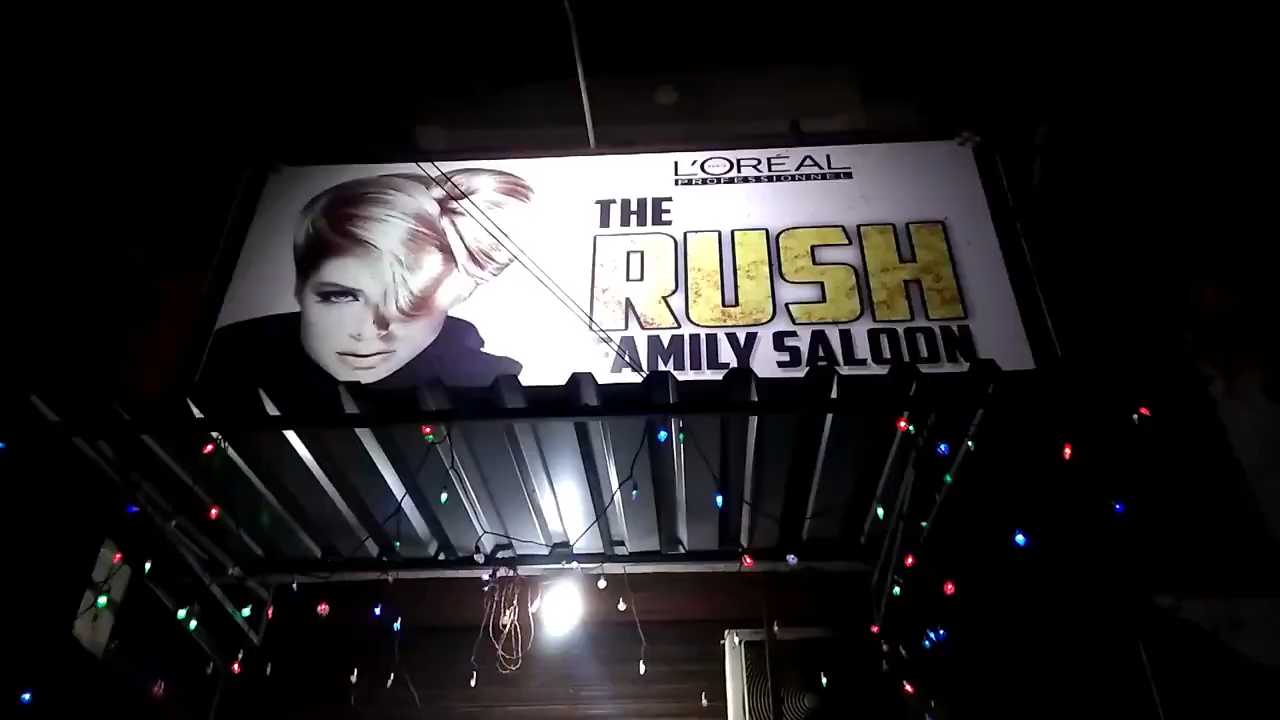 L'ORÉAL
PROFESSIONNEL
THE
RUSH
AMILY SALOON